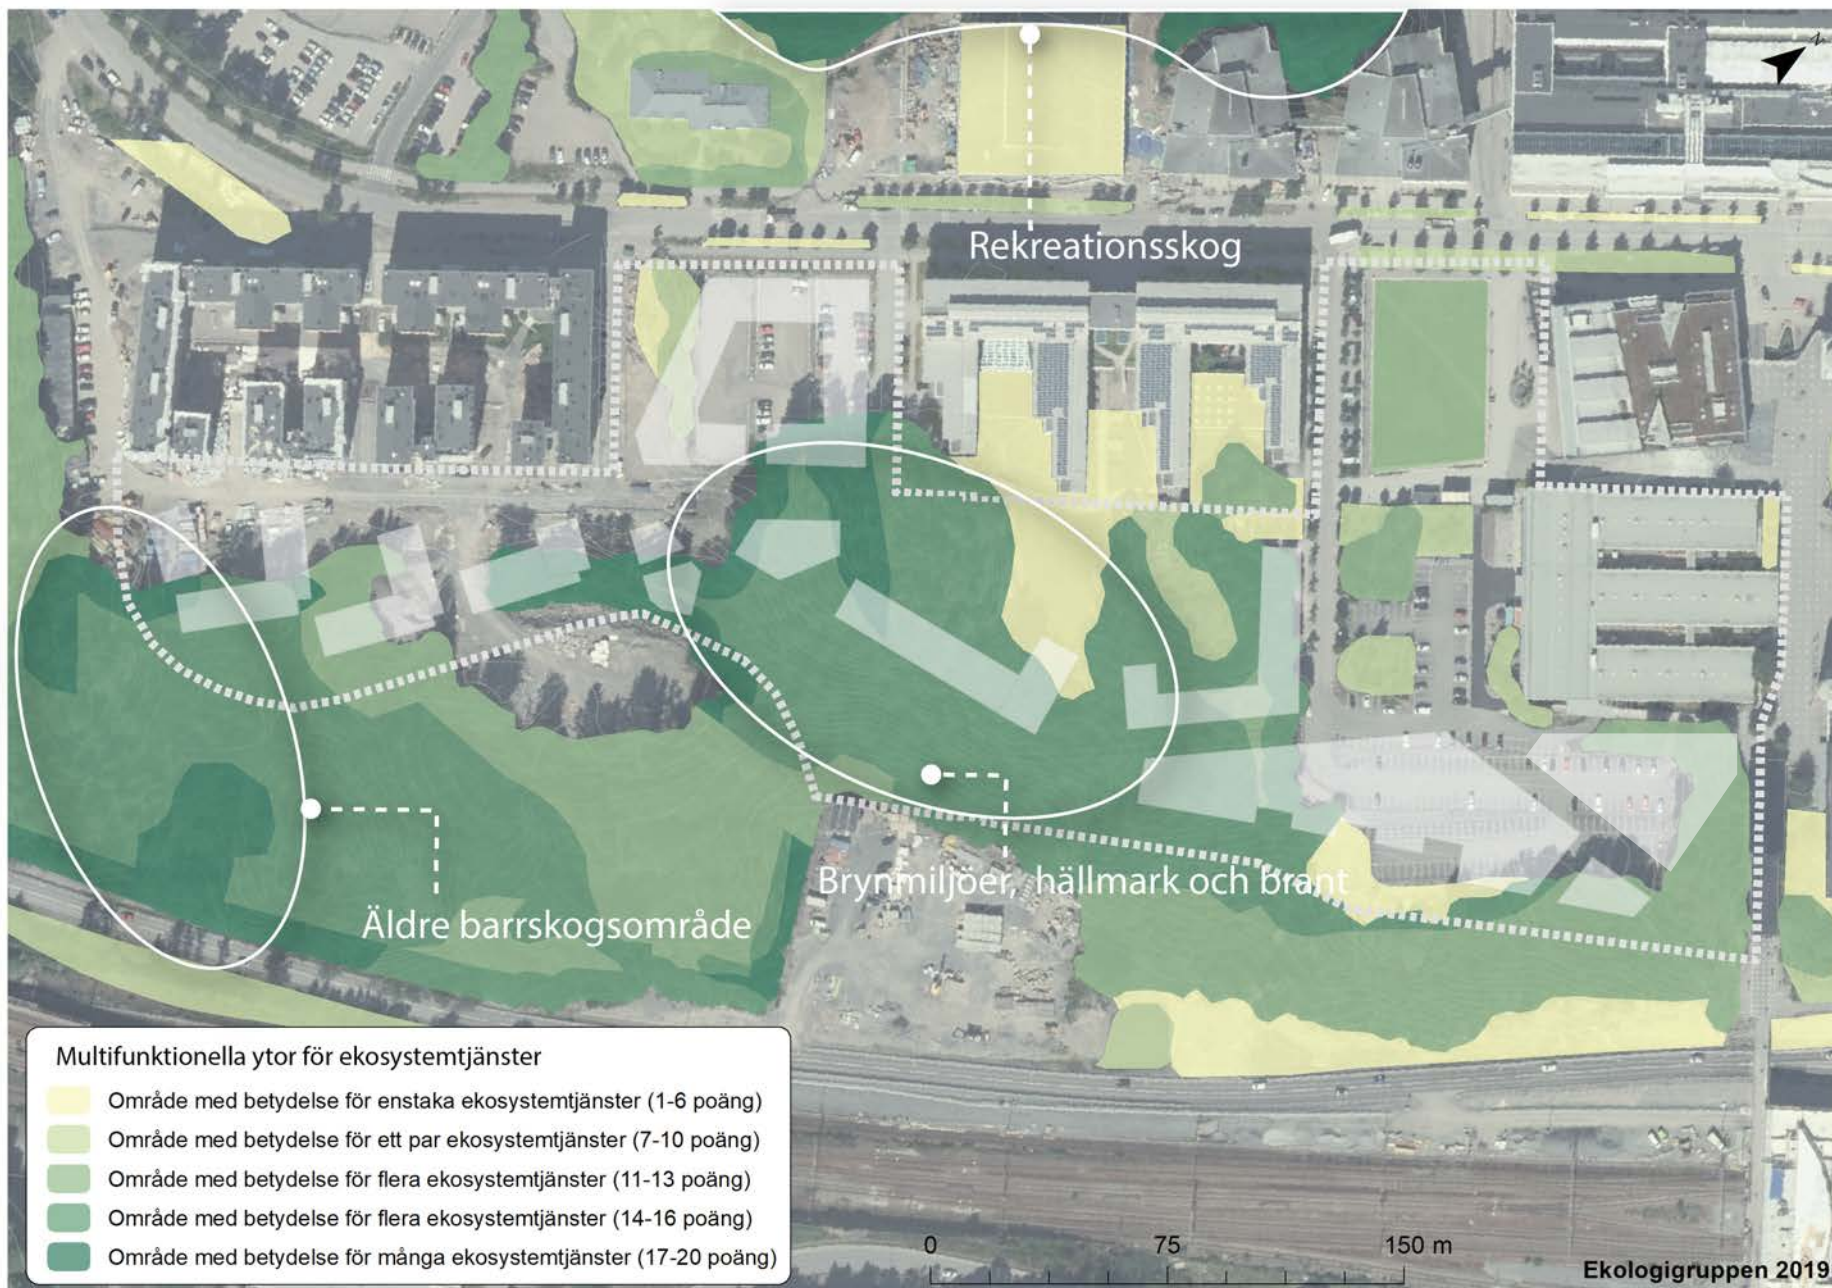 N
Rekreationsskog
Brynmiljöer, hällmark och brant
Äldre barrskogsområde
Multifunktionella ytor för ekosystemtjänster
Område med betydelse för enstaka ekosystemtjänster (1-6 poäng)
Område med betydelse för ett par ekosystemtjänster (7-10 poäng)
Område med betydelse för flera ekosystemtjänster (11-13 poäng)
Område med betydelse för flera ekosystemtjänster (14-16 poäng)
Område med betydelse för många ekosystemtjänster (17-20 poäng)
0 75 150 m
Ekologigruppen 2019